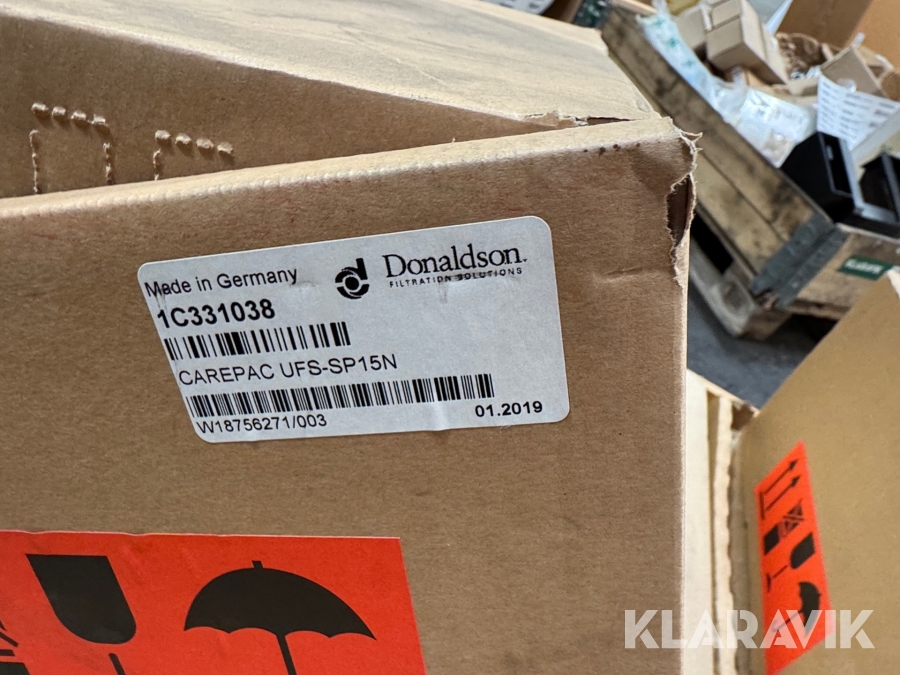 Made in Germany
Donaldson.
FILTRATION SOLUTIONS
1C331038
CAREPAC UFS-SP15N
W18756271/003
01.2019
KLARAVIK